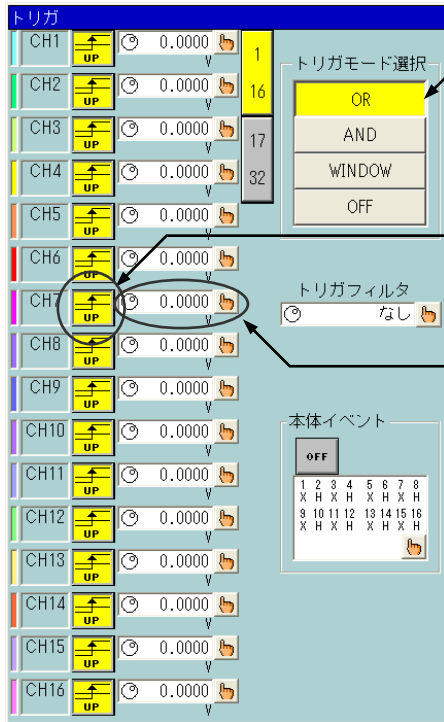 トリガ
CH1 UP 0.0000 V
CH2 UP 0.0000 V
CH3 UP 0.0000 V
CH4 UP 0.0000 V
CH5 UP 0.0000 V
CH6 UP 0.0000 V
CH7 UP 0.0000 V
CH8 UP 0.0000 V
CH9 UP 0.0000 V
CH10 UP 0.0000 V
CH11 UP 0.0000 V
CH12 UP 0.0000 V
CH13 UP 0.0000 V
CH14 UP 0.0000 V
CH15 UP 0.0000 V
CH16 UP 0.0000 V
1
16
17
32
トリガモード選択
OR
AND
WINDOW
OFF
トリガフィルタ
なし
本体イベント
OFF
1 2 3 4 5 6 7 8
X H X H X H X H
9 10 11 12 13 14 15 16
X H X H X H X H